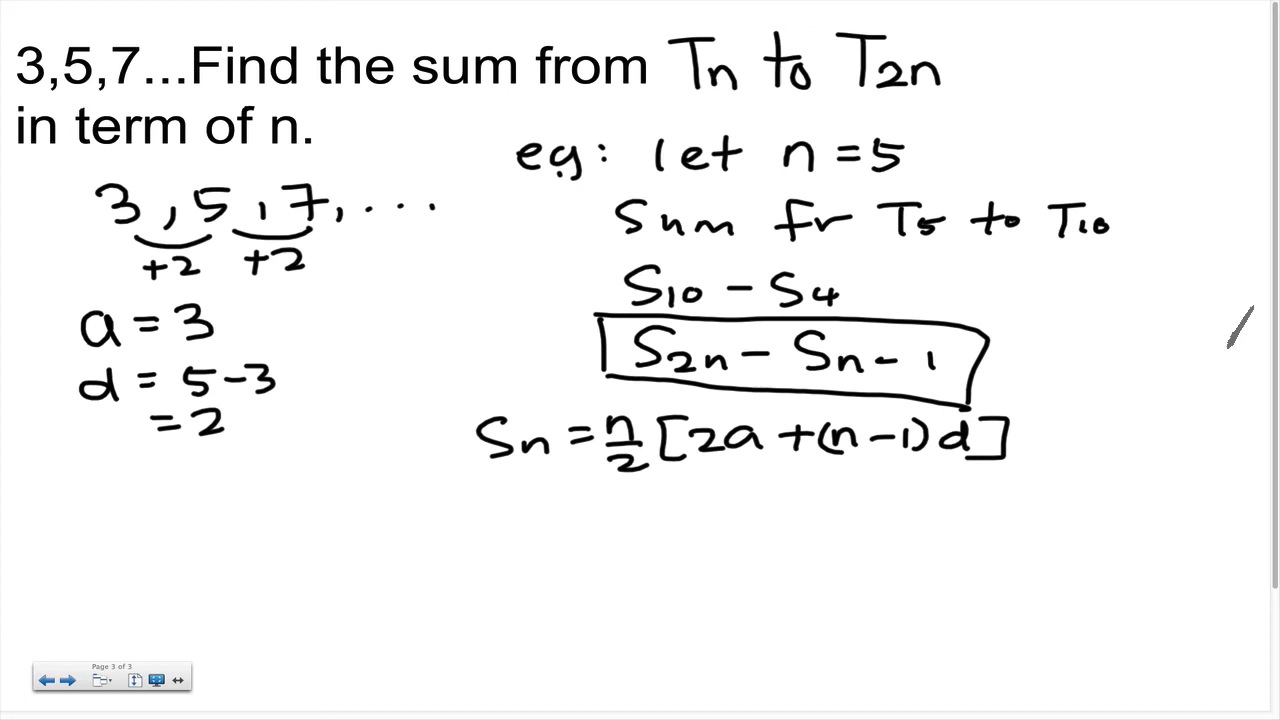 3,5,7...Find the sum from Tn to T2n
in term of n.
eg: let n = 5
3, 5, 7, ...
+2 +2
Sum fr T5 to T10
S10 - S4
a = 3
S2n - Sn-1
d = 5-3
= 2
Sn = n/2 [2a + (n-1)d]
Page 3 of 3